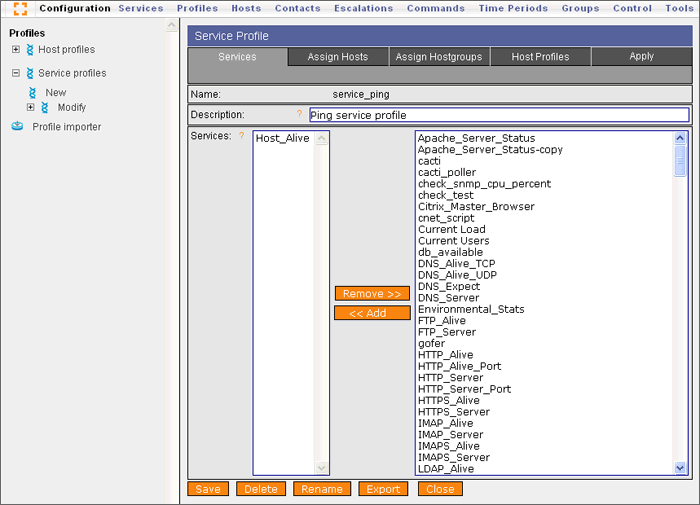 Configuration Services Profiles Hosts Contacts Escalations Commands Time Periods Groups Control Tools
Profiles
Host profiles
Service profiles
New
Modify
Profile importer
Service Profile
Services Assign Hosts Assign Hostgroups Host Profiles Apply
Name: service_ping
Description: ? Ping service profile
Services: ?
Host_Alive
Remove >>
<< Add
Apache_Server_Status
Apache_Server_Status-copy
cacti
cacti_poller
check_snmp_cpu_percent
check_test
Citrix_Master_Browser
cnet_script
Current Load
Current Users
db_available
DNS_Alive_TCP
DNS_Alive_UDP
DNS_Expect
DNS_Server
Environmental_Stats
FTP_Alive
FTP_Server
gofer
HTTP_Alive
HTTP_Alive_Port
HTTP_Server
HTTP_Server_Port
HTTPS_Alive
HTTPS_Server
IMAP_Alive
IMAP_Server
IMAPS_Alive
IMAPS_Server
LDAP_Alive
Save Delete Rename Export Close